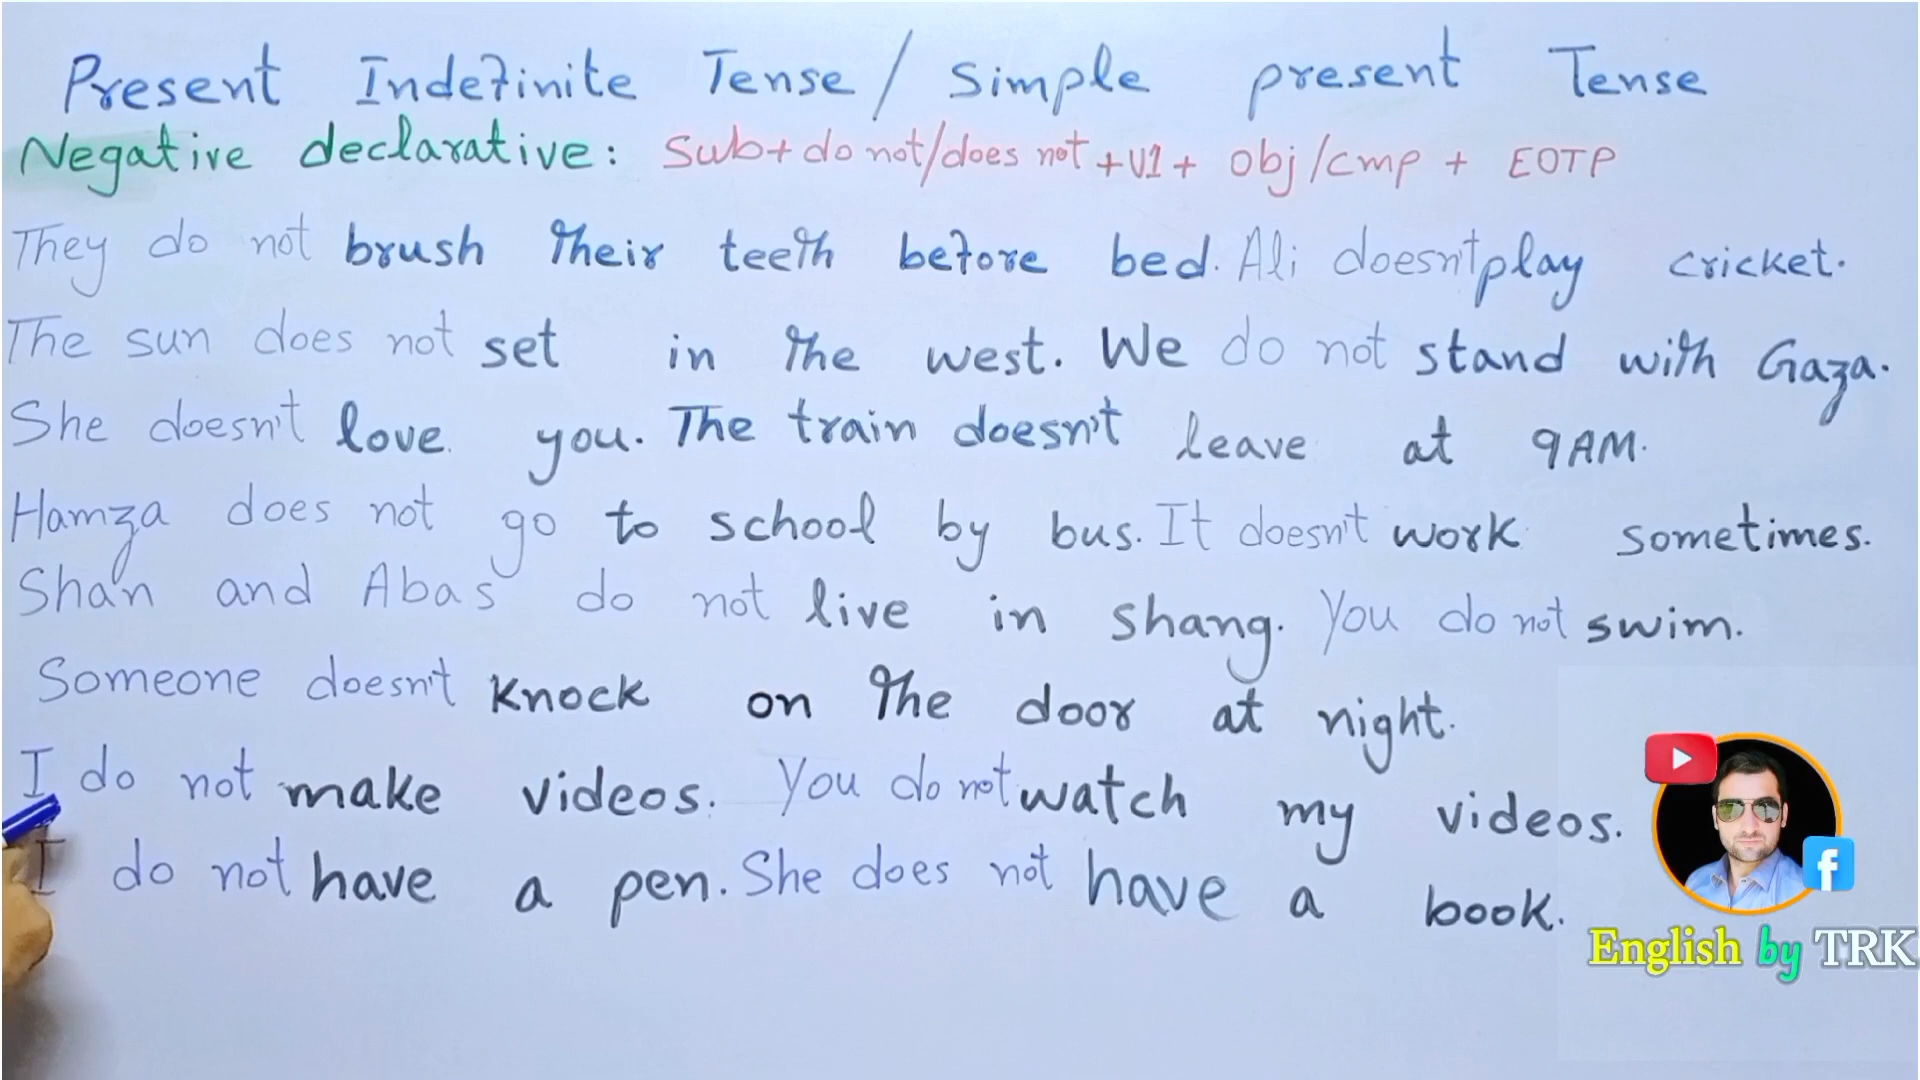 Present Indefinite Tense / Simple present Tense
Negative declarative: Sub+ do not/does not + V1 + obj/cmp + EOTP
They do not brush their teeth before bed. Ali doesn't play cricket.
The sun does not set in the west. We do not stand with Gaza.
She doesn't love you. The train doesn't leave at 9AM.
Hamza does not go to school by bus. It doesn't work sometimes.
Shan and Abas do not live in shang. You do not swim.
Someone doesn't knock on the door at night.
I do not make videos. You do not watch my videos.
I do not have a pen. She does not have a book.
f
English by TRK